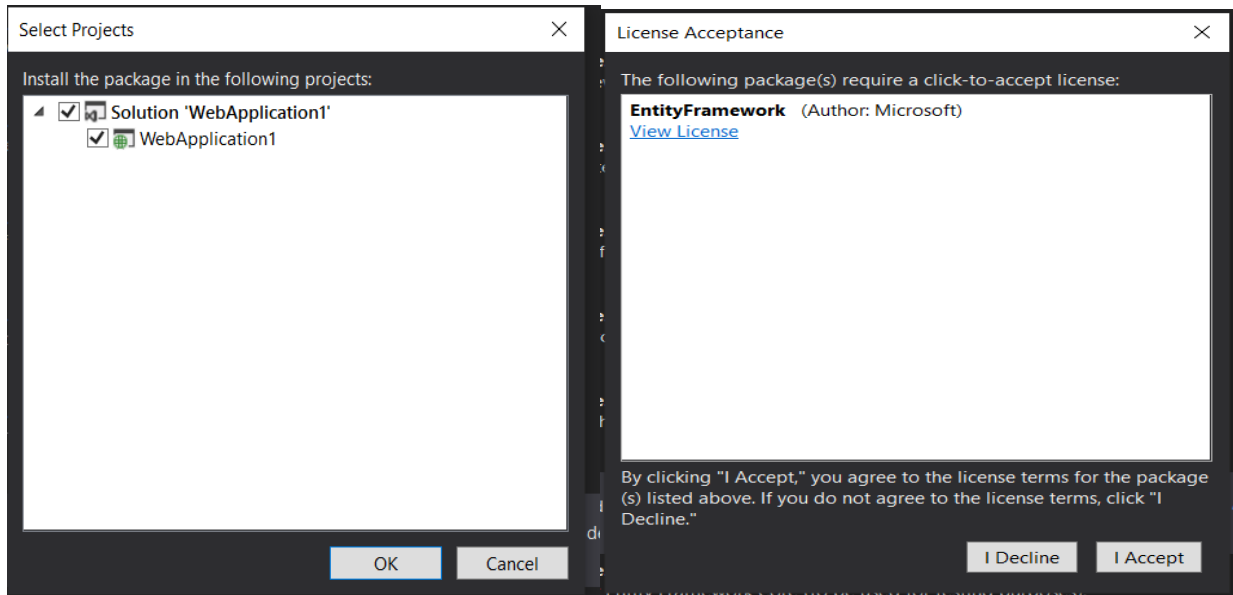 Select Projects
Install the package in the following projects:
Solution 'WebApplication1'
WebApplication1
OK
Cancel
License Acceptance
The following package(s) require a click-to-accept license:
EntityFramework (Author: Microsoft)
View License
By clicking "I Accept," you agree to the license terms for the package
(s) listed above. If you do not agree to the license terms, click "I
Decline."
I Decline
I Accept